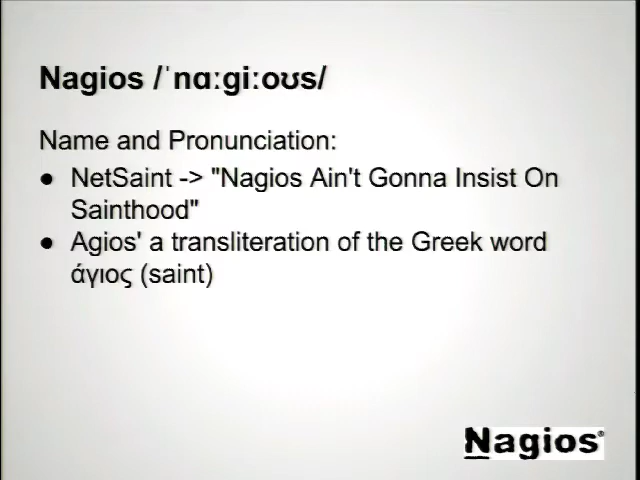 Nagios /ˈnɑːɡiːoʊs/
Name and Pronunciation:
● NetSaint -> "Nagios Ain't Gonna Insist On
Sainthood"
● Agios' a transliteration of the Greek word
άγιος (saint)
Nagios®